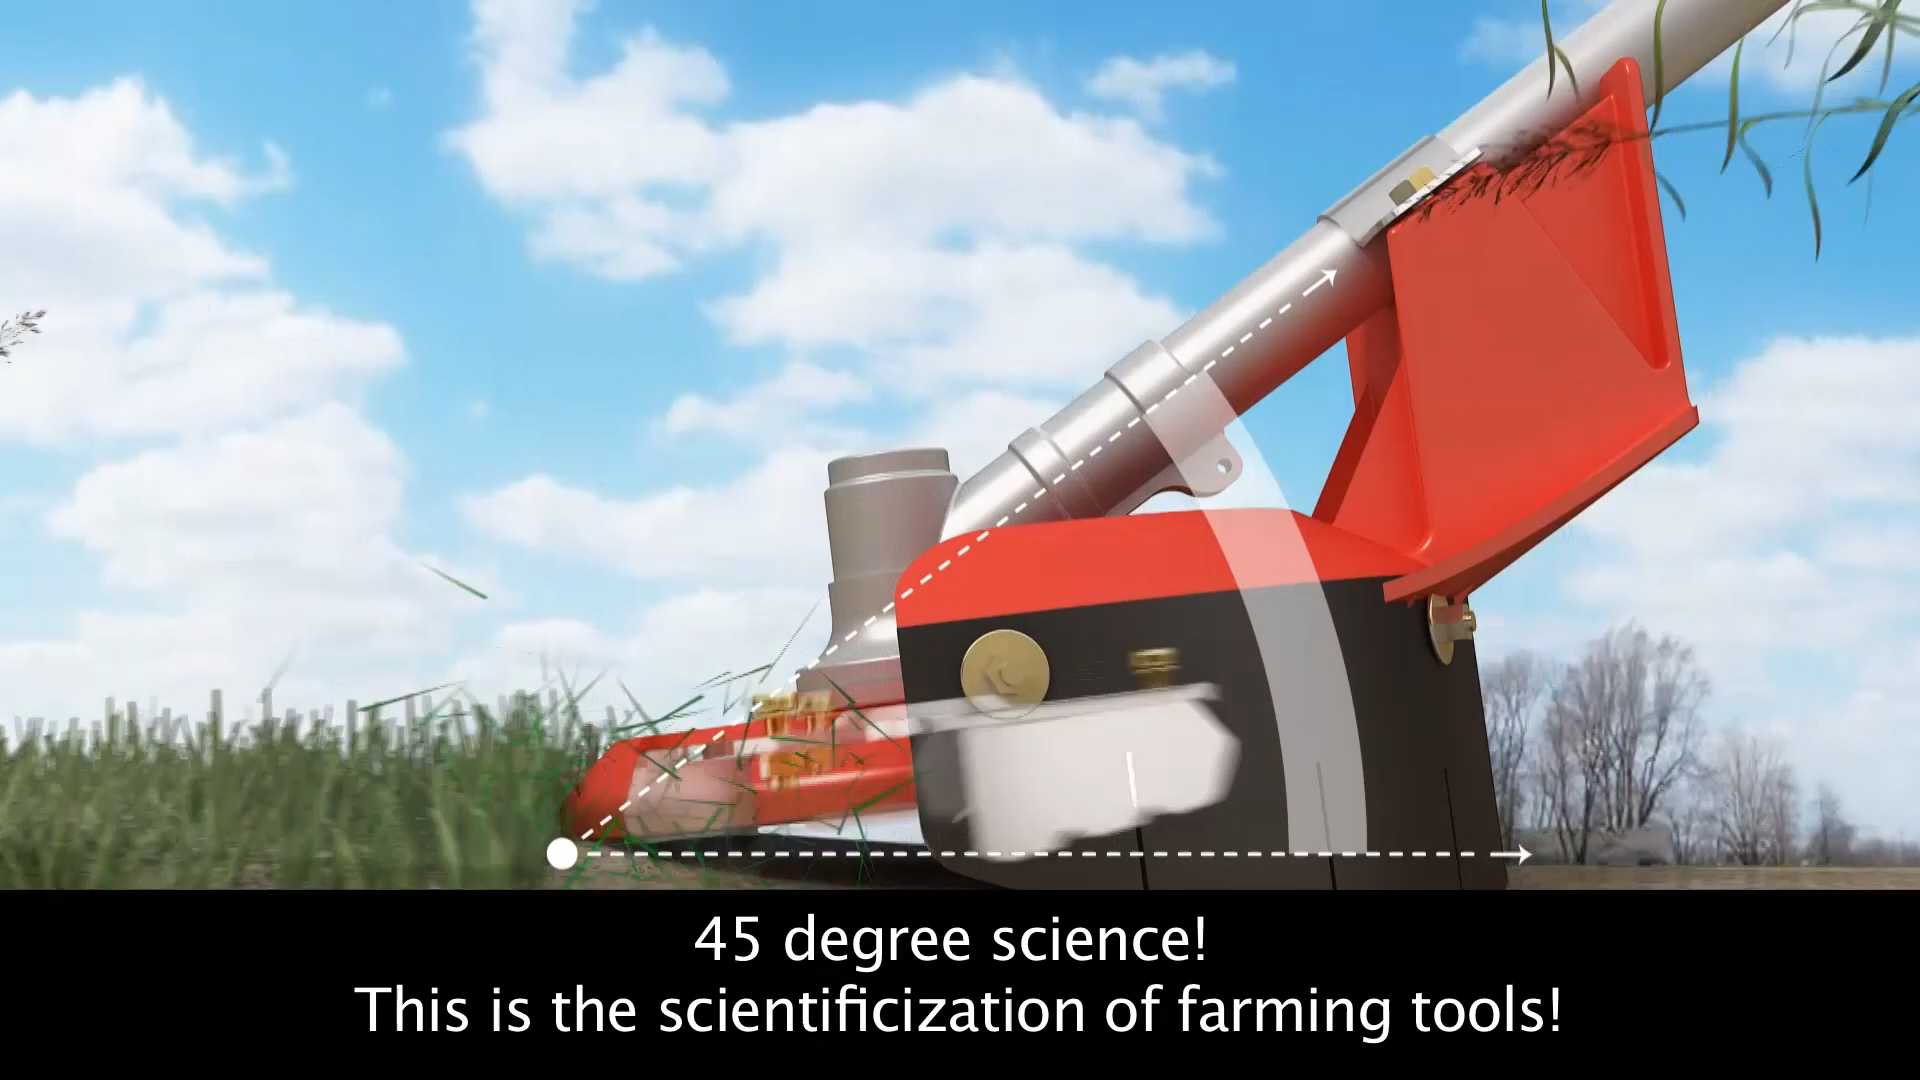 45 degree science!
This is the scientificization of farming tools!